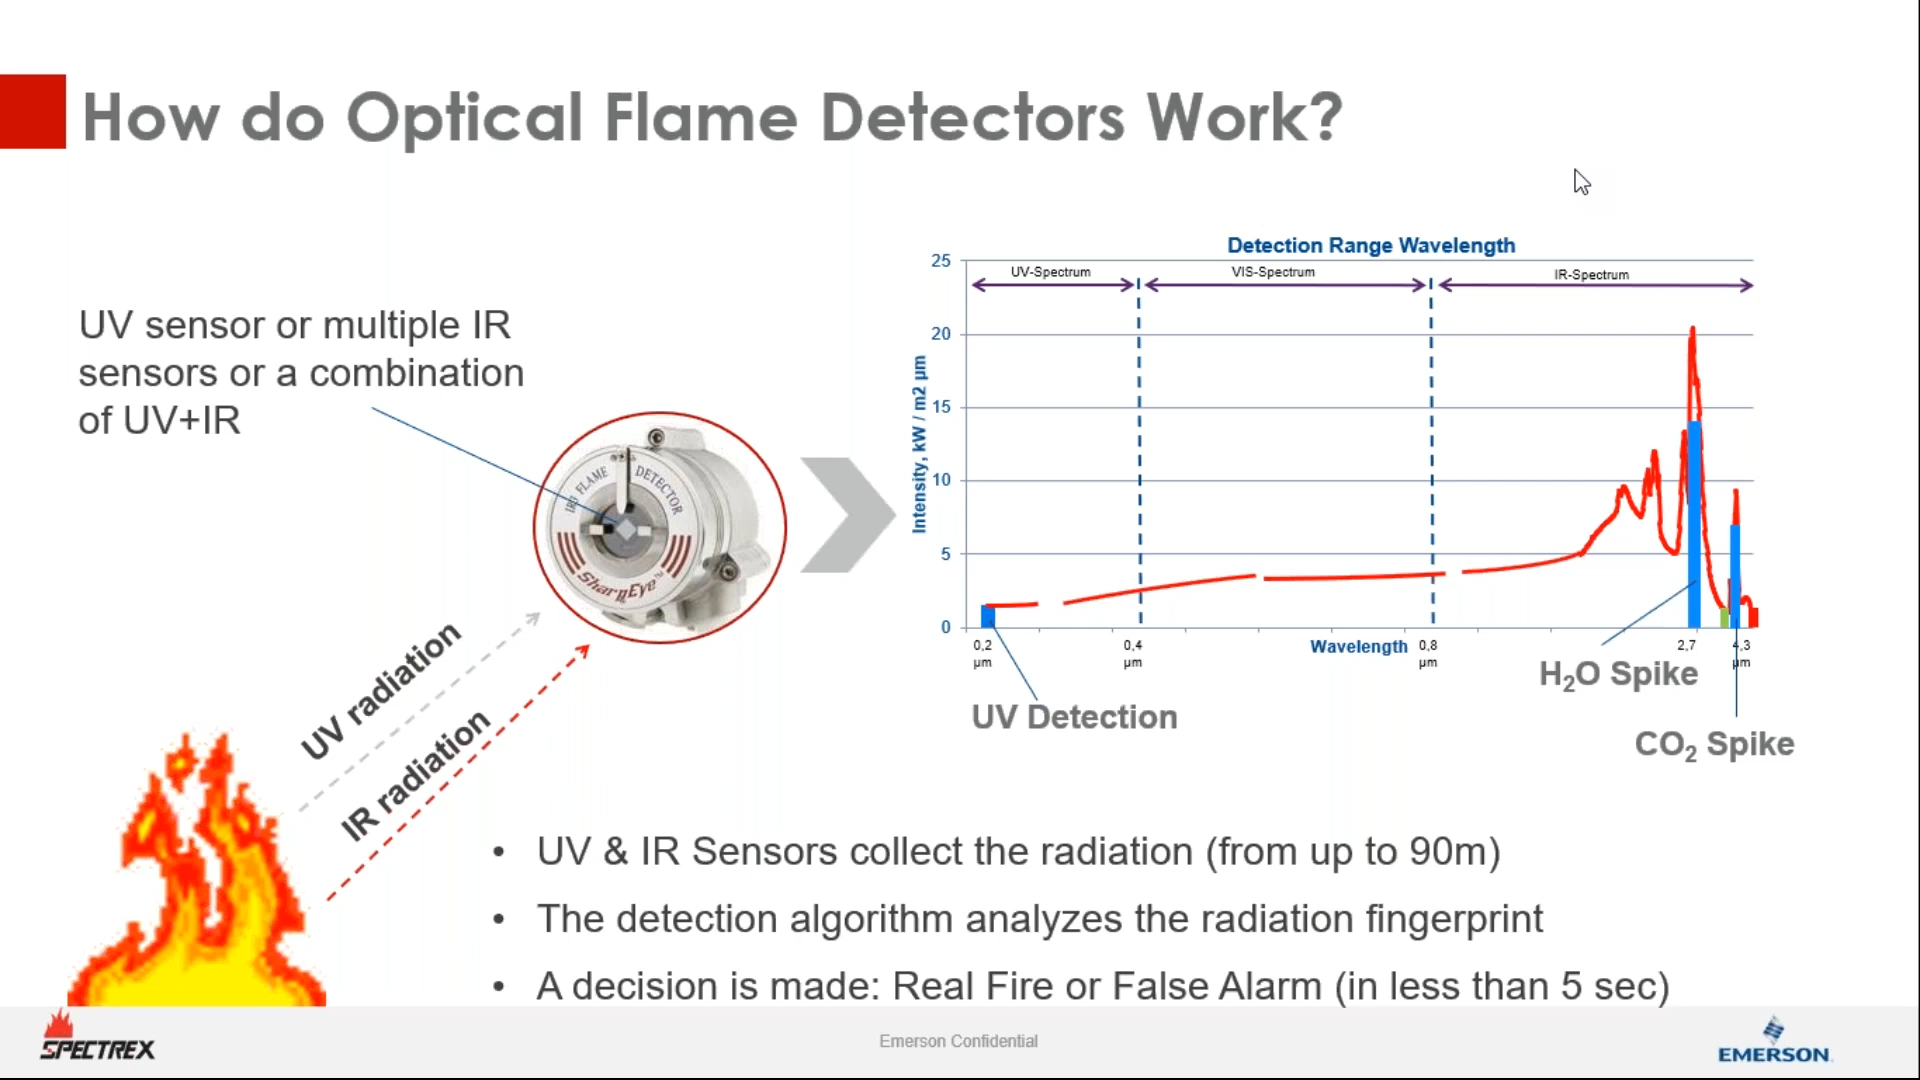 How do Optical Flame Detectors Work?
UV sensor or multiple IR
sensors or a combination
of UV+IR
FLAME DETECTOR
SharpEye™
UV radiation
IR radiation
Detection Range Wavelength
UV-Spectrum
VIS-Spectrum
IR-Spectrum
Intensity, kW / m2 µm
25
20
15
10
5
0
0,2
µm
0,4
µm
Wavelength
0,8
µm
2,7
4,3
µm
UV Detection
H₂O Spike
CO₂ Spike
• UV & IR Sensors collect the radiation (from up to 90m)
• The detection algorithm analyzes the radiation fingerprint
• A decision is made: Real Fire or False Alarm (in less than 5 sec)
SPECTREX
Emerson Confidential
EMERSON